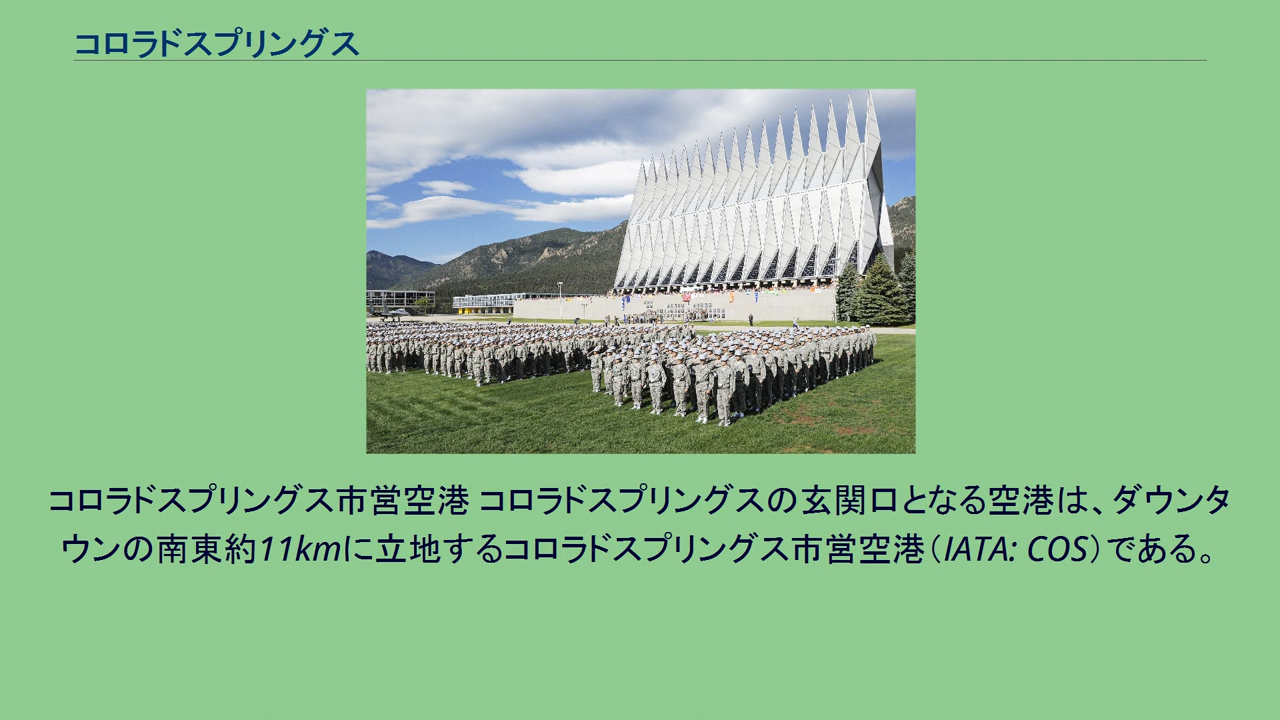 コロラドスプリングス
コロラドスプリングス市営空港 コロラドスプリングスの玄関口となる空港は、ダウンタ
ウンの南東約11kmに立地するコロラドスプリングス市営空港（IATA: COS）である。